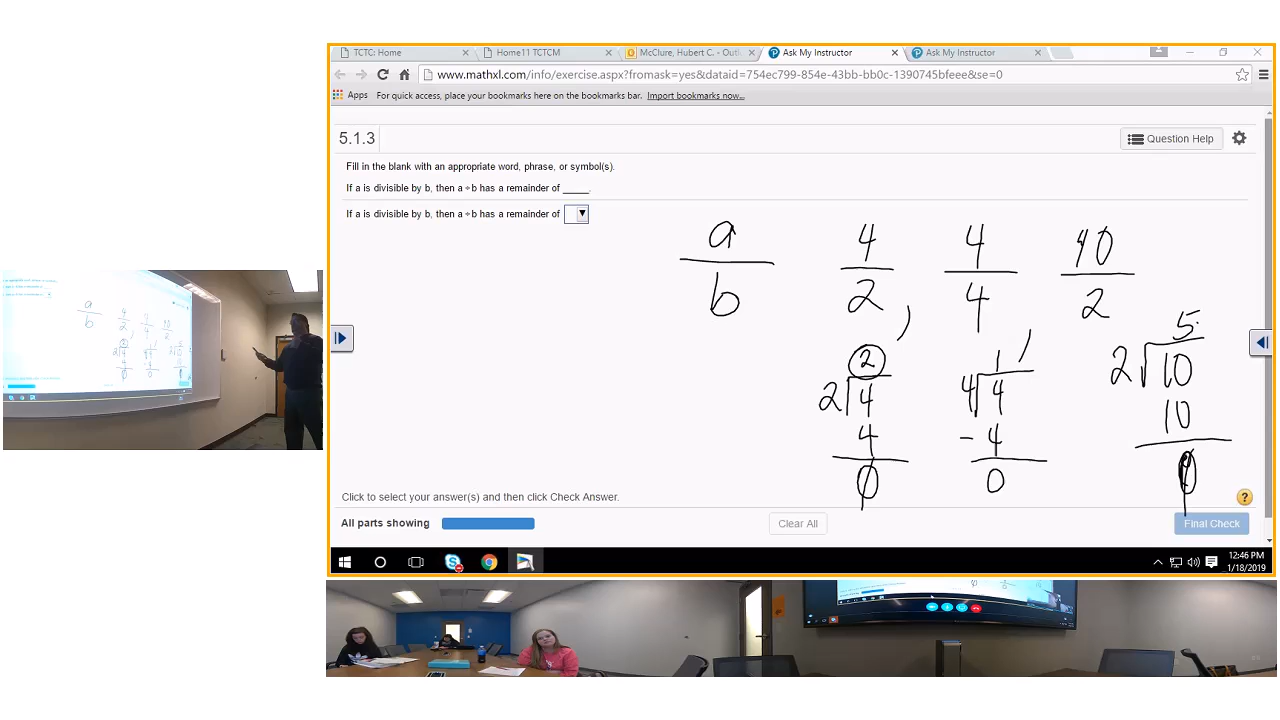 TCTC: Home
Home11 TCTCM
McClure, Hubert C. - Outl
Ask My Instructor
Ask My Instructor
www.mathxl.com/info/exercise.aspx?fromask=yes&dataid=754ec799-854e-43bb-bb0c-1390745bfeee&se=0
Apps For quick access, place your bookmarks here on the bookmarks bar. Import bookmarks now...
5.1.3
Question Help
Fill in the blank with an appropriate word, phrase, or symbol(s).
If a is divisible by b, then a ÷ b has a remainder of _____.
If a is divisible by b, then a ÷ b has a remainder of
a 4 4 10
b 2 , 4 , 2
2 1 5
2 4 4 4 2 10
4 - 4 10
0 0 0
Click to select your answer(s) and then click Check Answer.
All parts showing
Clear All
Final Check
12:46 PM
1/18/2019